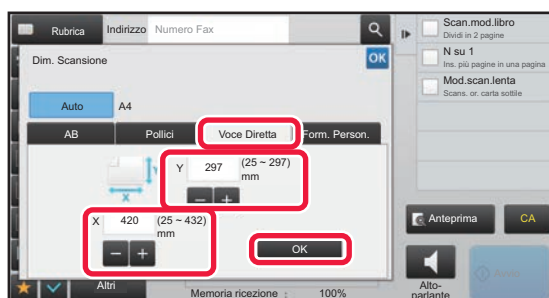 Rubrica
Indirizzo
Numero Fax
Scan.mod.libro
Dividi in 2 pagine
N su 1
Ins. più pagine in una pagina
Mod.scan.lenta
Scans. or. carta sottile
Dim. Scansione
OK
Auto
A4
AB
Pollici
Voce Diretta
Form. Person.
Y
Y 297 (25 ~ 297)
mm
X
X 420 (25 ~ 432)
mm
OK
Anteprima
CA
Altri
Memoria ricezione : 100%
Alto-
parlante
Avvio